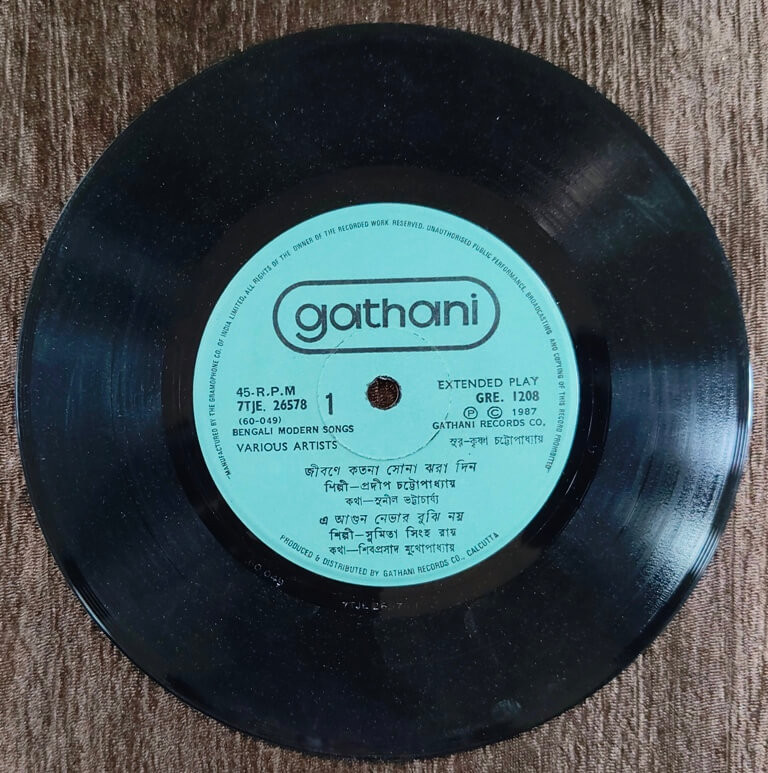 "MANUFACTURED BY THE GRAMOPHONE CO. OF INDIA LIMITED, ALL RIGHTS OF THE OWNER OF THE RECORDED WORK RESERVED. UNAUTHORISED PUBLIC PERFORMANCE, BROADCASTING AND COPYING OF THIS RECORD PROHIBITED"
gathani
45-R.P.M
7TJE. 26578
(60-049)
1
EXTENDED PLAY
GRE. 1208
Ⓟ © 1987
BENGALI MODERN SONGS
GATHANI RECORDS CO.
VARIOUS ARTISTS
সুর-কৃষ্ণ চট্টোপাধ্যায়
জীবণে কতনা সোনা ঝরা দিন
শিল্পী—প্রদীপ চট্টোপাধ্যায়
কথা—সুনীল ভট্টাচার্য্য
এ আগুন নেভার বুঝি নয়
শিল্পী—সুমিতা সিংহ রায়
কথা—শিবপ্রসাদ মুখোপাধ্যায়
PRODUCED & DISTRIBUTED BY GATHANI RECORDS CO., CALCUTTA